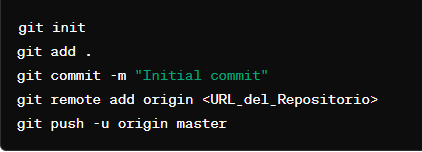 git init
git add .
git commit -m "Initial commit"
git remote add origin <URL_del_Repositorio>
git push -u origin master